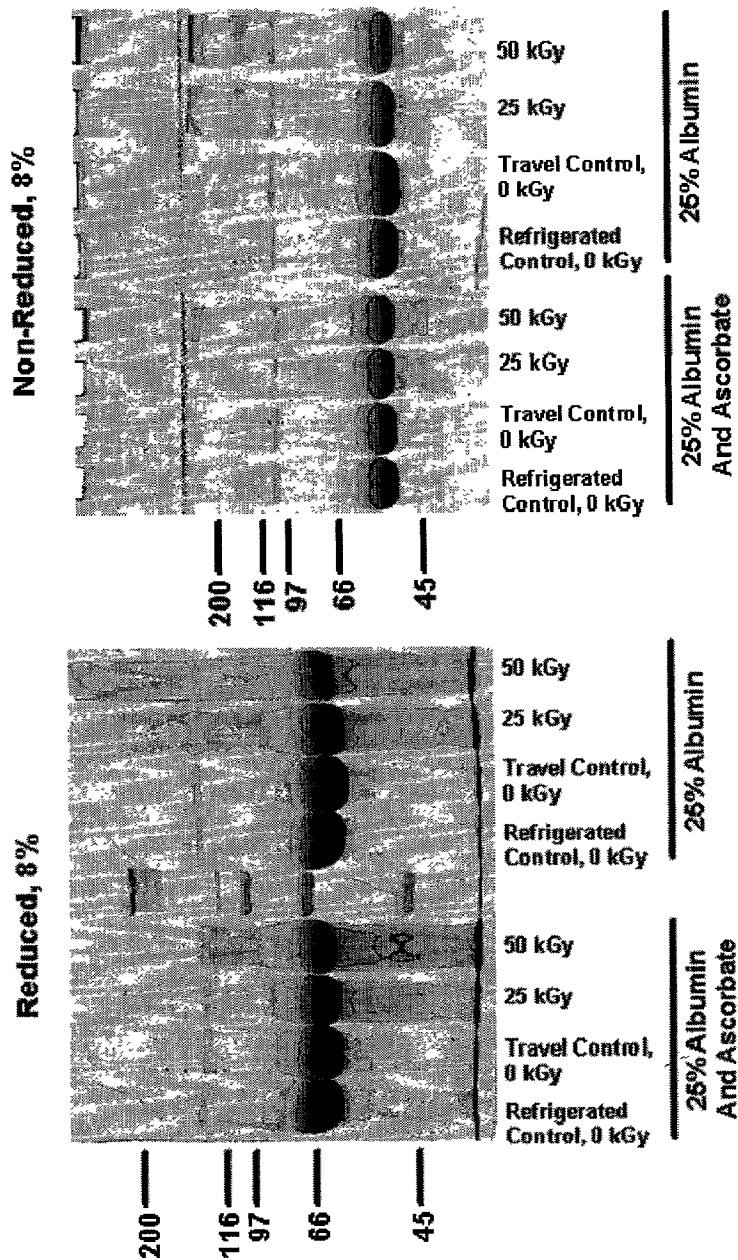 Non-Reduced, 8%
50 kGy
25 kGy
Travel Control,
0 kGy
Refrigerated
Control, 0 kGy
25% Albumin
50 kGy
25 kGy
Travel Control,
0 kGy
Refrigerated
Control, 0 kGy
25% Albumin
And Ascorbate
200
116
97
66
45
Reduced, 8%
50 kGy
25 kGy
Travel Control,
0 kGy
Refrigerated
Control, 0 kGy
25% Albumin
50 kGy
25 kGy
Travel Control,
0 kGy
Refrigerated
Control, 0 kGy
25% Albumin
And Ascorbate
200
116
97
66
45